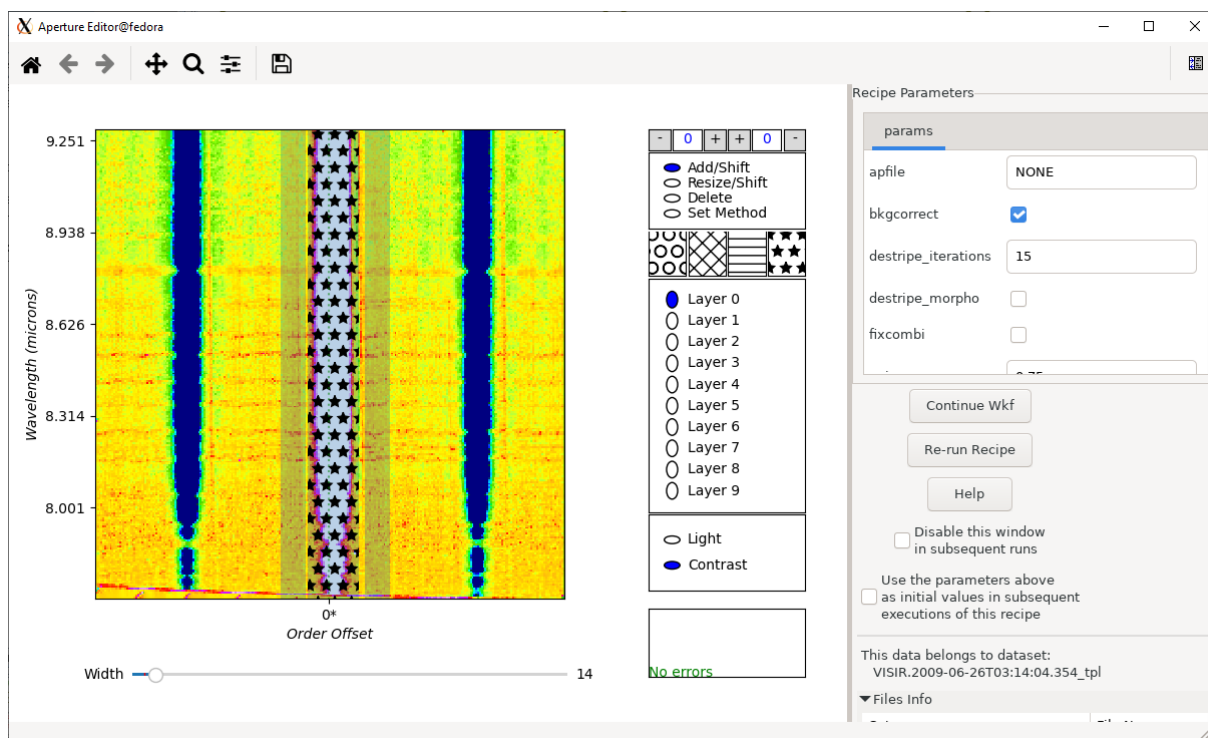 Aperture Editor@fedora
9.251
8.938
8.626
8.314
8.001
Wavelength (microns)
0*
Order Offset
Width
14
- 0 + + 0 -
Add/Shift
Resize/Shift
Delete
Set Method
Layer 0
Layer 1
Layer 2
Layer 3
Layer 4
Layer 5
Layer 6
Layer 7
Layer 8
Layer 9
Light
Contrast
No errors
Recipe Parameters
params
apfile NONE
bkgcorrect
destripe_iterations 15
destripe_morpho
fixcombi
Continue Wkf
Re-run Recipe
Help
Disable this window
in subsequent runs
Use the parameters above
as initial values in subsequent
executions of this recipe
This data belongs to dataset:
VISIR.2009-06-26T03:14:04.354_tpl
Files Info